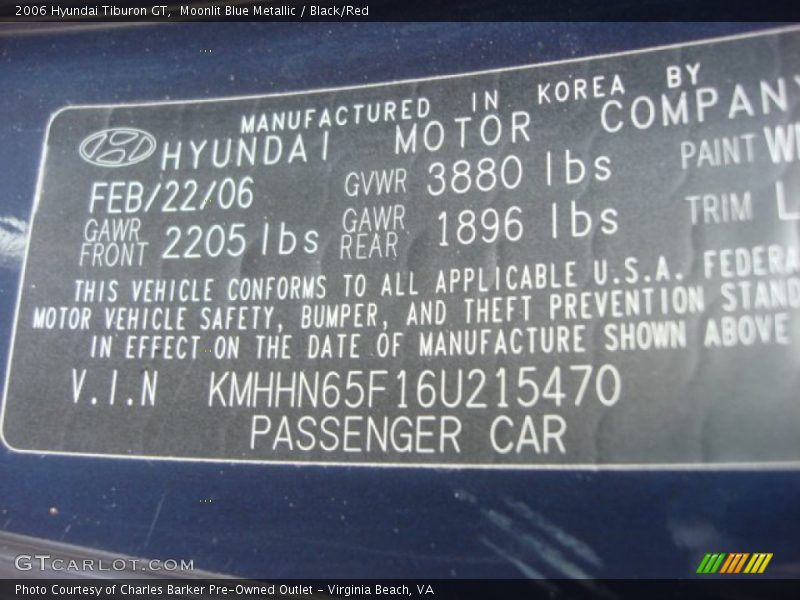 2006 Hyundai Tiburon GT, Moonlit Blue Metallic / Black/Red
MANUFACTURED IN KOREA BY
HYUNDAI MOTOR COMPANY
FEB/22/06 GVWR 3880 lbs PAINT
GAWR FRONT 2205 lbs GAWR REAR 1896 lbs TRIM
THIS VEHICLE CONFORMS TO ALL APPLICABLE U.S.A. FEDERA
MOTOR VEHICLE SAFETY, BUMPER, AND THEFT PREVENTION STAND
IN EFFECT ON THE DATE OF MANUFACTURE SHOWN ABOVE
V.I.N KMHHN65F16U215470
PASSENGER CAR
GTCARLOT.COM
Photo Courtesy of Charles Barker Pre-Owned Outlet - Virginia Beach, VA